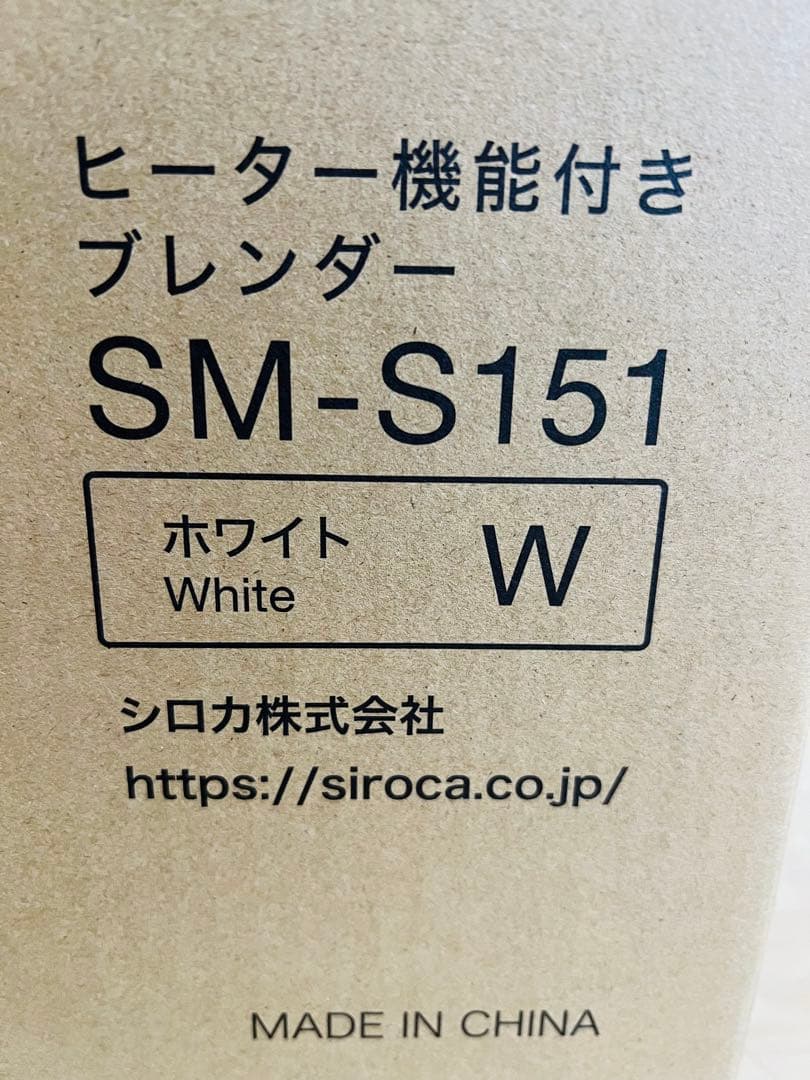 ヒーター機能付き
ブレンダー
SM-S151
ホワイト
White
W
シロカ株式会社
https://siroca.co.jp/
MADE IN CHINA